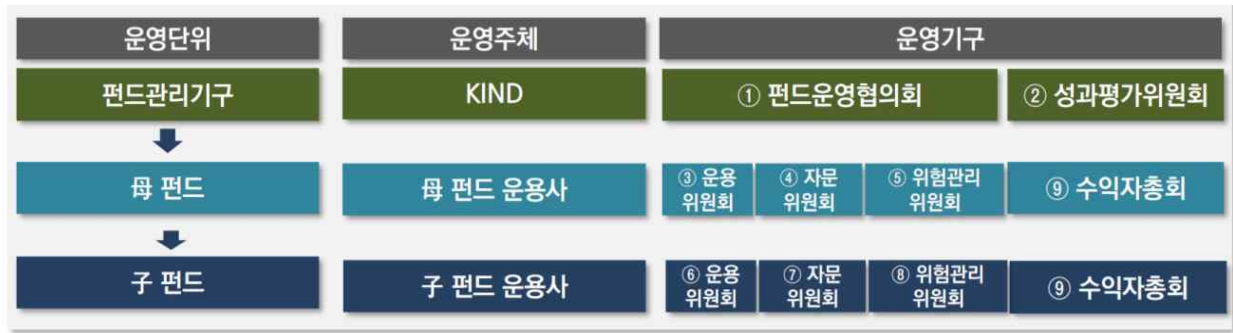 운영단위 운영주체 운영기구
펀드관리기구 KIND ① 펀드운영협의회 ② 성과평가위원회
母 펀드 母 펀드 운용사 ③ 운용 위원회 ④ 자문 위원회 ⑤ 위험관리 위원회 ⑨ 수익자총회
子 펀드 子 펀드 운용사 ⑥ 운용 위원회 ⑦ 자문 위원회 ⑧ 위험관리 위원회 ⑨ 수익자총회